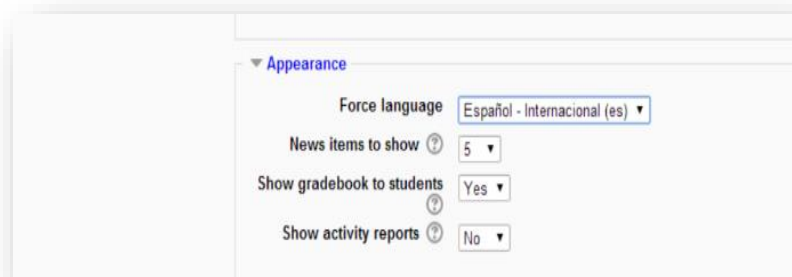 Appearance
Force language Español - Internacional (es)
News items to show 5
Show gradebook to students Yes
Show activity reports No